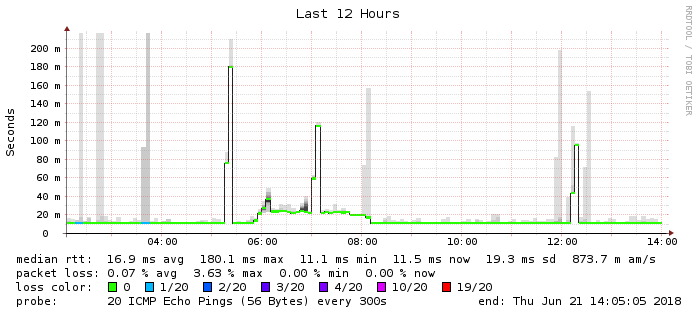 Last 12 Hours
RRDTOOL / TOBI OETIKER
Seconds
200 m
180 m
160 m
140 m
120 m
100 m
80 m
60 m
40 m
20 m
0
04:00 06:00 08:00 10:00 12:00 14:00
median rtt: 16.9 ms avg 180.1 ms max 11.1 ms min 11.5 ms now 19.3 ms sd 873.7 m am/s
packet loss: 0.07 % avg 3.63 % max 0.00 % min 0.00 % now
loss color: 0 1/20 2/20 3/20 4/20 10/20 19/20
probe: 20 ICMP Echo Pings (56 Bytes) every 300s end: Thu Jun 21 14:05:05 2018